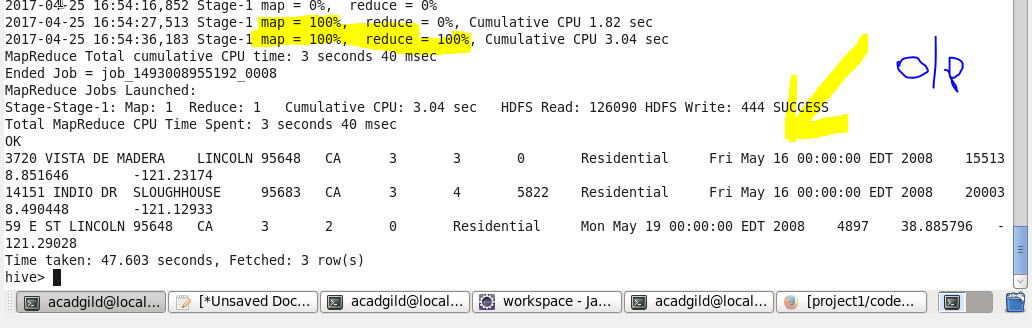 2017-04-25 16:54:16,852 Stage-1 map = 0%,  reduce = 0%
2017-04-25 16:54:27,513 Stage-1 map = 100%,  reduce = 0%, Cumulative CPU 1.82 sec
2017-04-25 16:54:36,183 Stage-1 map = 100%,  reduce = 100%, Cumulative CPU 3.04 sec
MapReduce Total cumulative CPU time: 3 seconds 40 msec
Ended Job = job_1493008955192_0008
MapReduce Jobs Launched:
Stage-Stage-1: Map: 1  Reduce: 1   Cumulative CPU: 3.04 sec   HDFS Read: 126090 HDFS Write: 444 SUCCESS
Total MapReduce CPU Time Spent: 3 seconds 40 msec
OK
3720 VISTA DE MADERA    LINCOLN 95648   CA      3       3       0       Residential     Fri May 16 00:00:00 EDT 2008    15513
8.851646        -121.23174
14151 INDIO DR  SLOUGHHOUSE     95683   CA      3       4       5822    Residential     Fri May 16 00:00:00 EDT 2008    20003
8.490448        -121.12933
59 E ST LINCOLN 95648   CA      3       2       0       Residential     Mon May 19 00:00:00 EDT 2008    4897    38.885796   -
121.29028
Time taken: 47.603 seconds, Fetched: 3 row(s)
hive>
o/p
acadgild@local... [*Unsaved Doc... acadgild@local... workspace - Ja... acadgild@local... [project1/code...